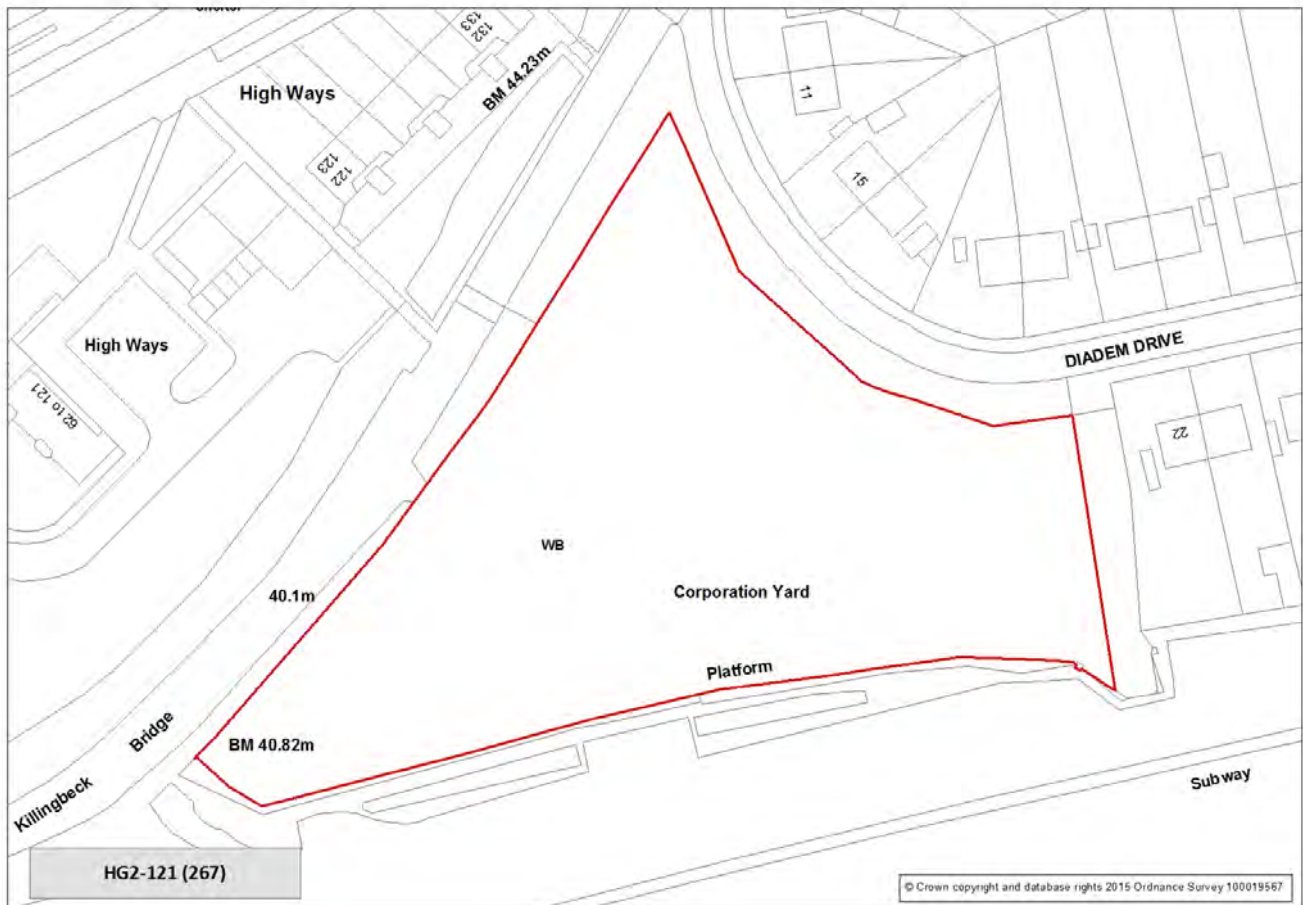 High Ways
133
132
BM 44.23m
123
122
11
15
High Ways
62 to 121
DIADEM DRIVE
22
WB
40.1m
Corporation Yard
Platform
BM 40.82m
Killingbeck Bridge
Subway
HG2-121 (267)
© Crown copyright and database rights 2015 Ordnance Survey 100019567